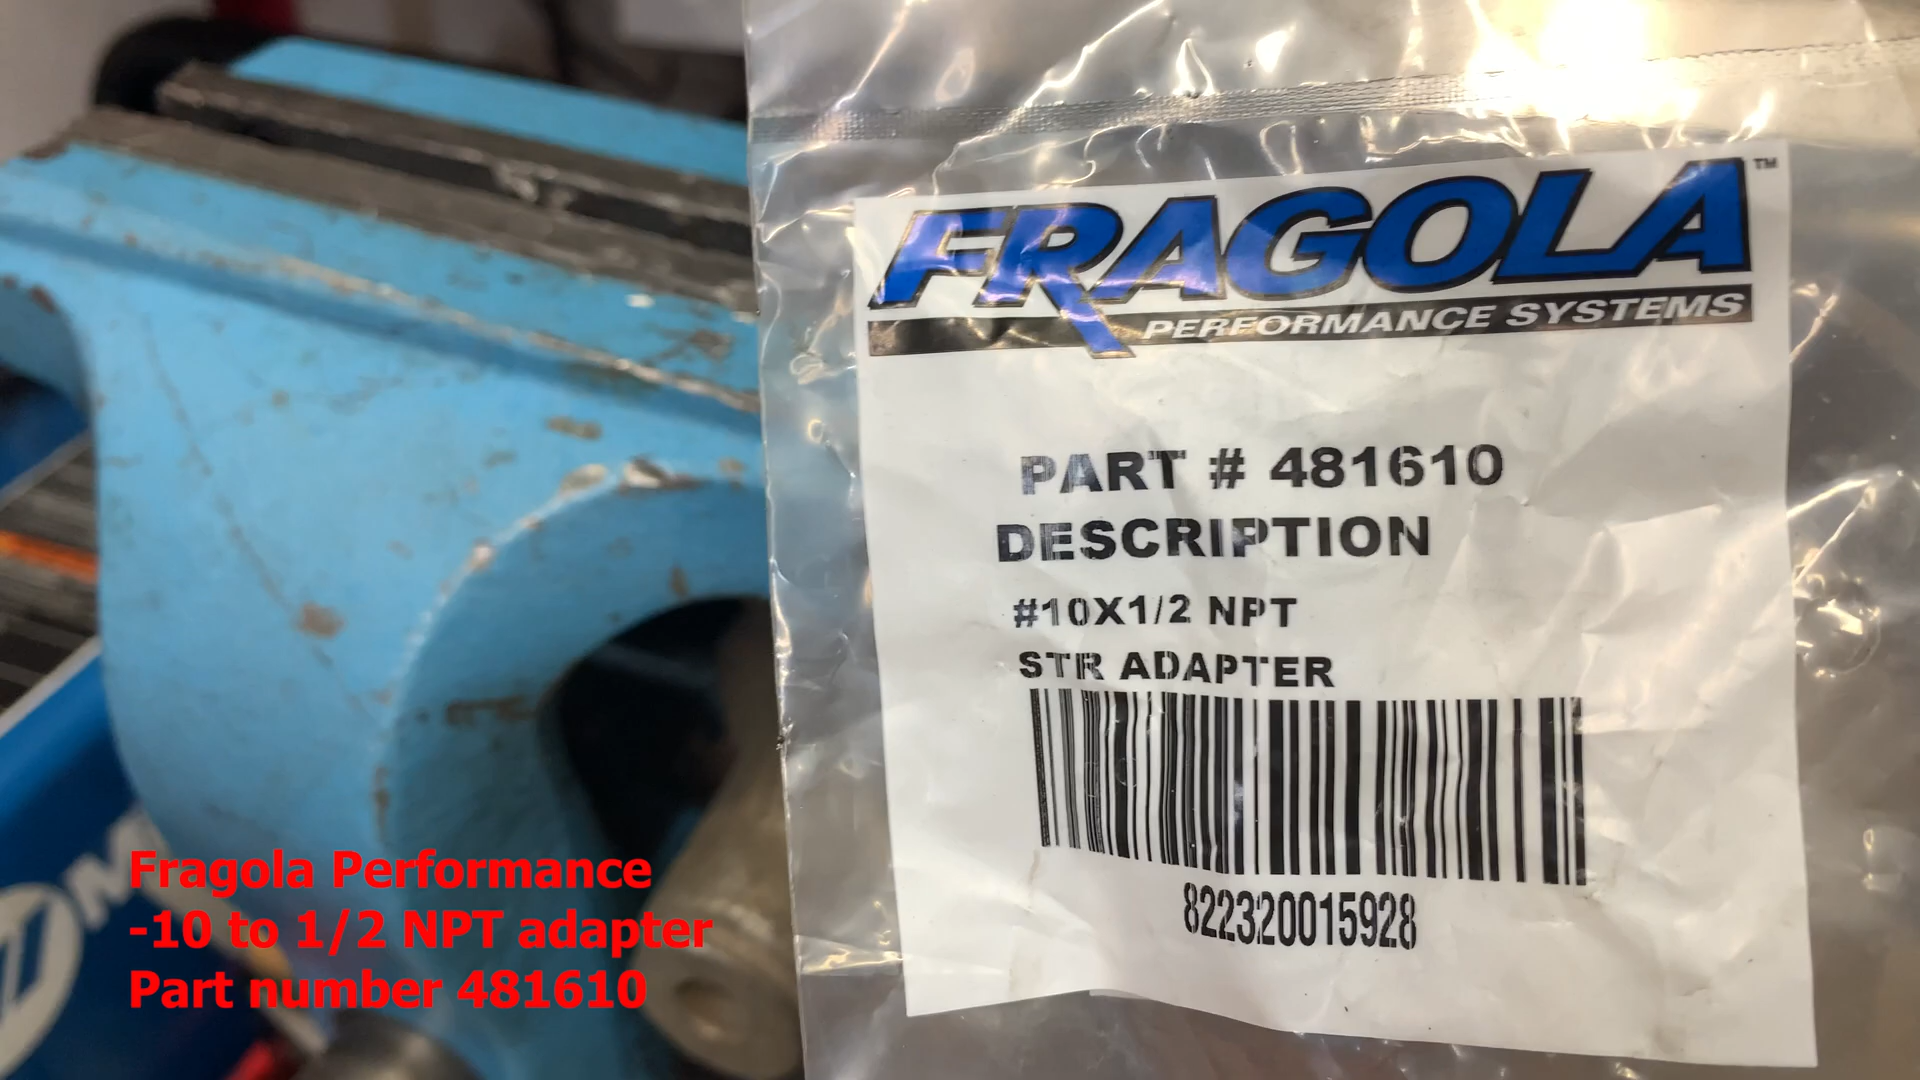 FRAGOLA™
PERFORMANCE SYSTEMS
PART # 481610
DESCRIPTION
#10X1/2 NPT
STR ADAPTER
822320015928
Fragola Performance
-10 to 1/2 NPT adapter
Part number 481610